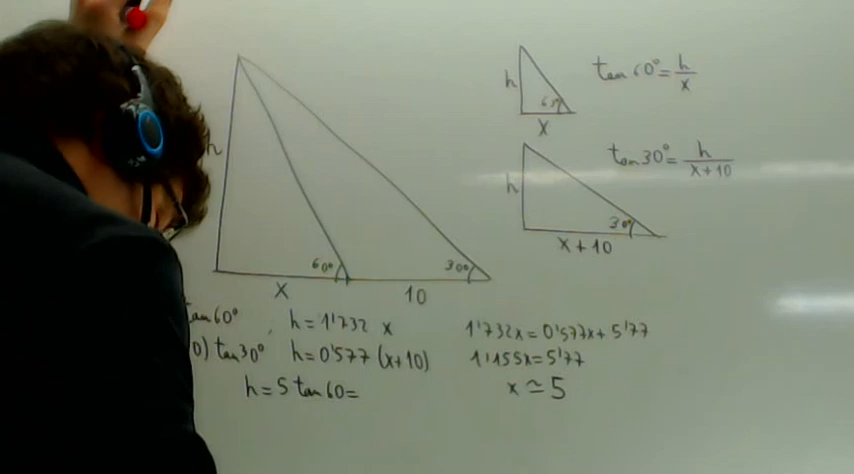 h
60°
30°
x
10
h
65°
x
tan 60° = h/x
h
30°
x + 10
tan 30° = h/(x+10)
tan 60°
h = 1'732 x
0) tan 30°
h = 0'577 (x+10)
h = 5 tan 60 =
1'732x = 0'577x + 5'77
1'155x = 5'77
x ≃ 5